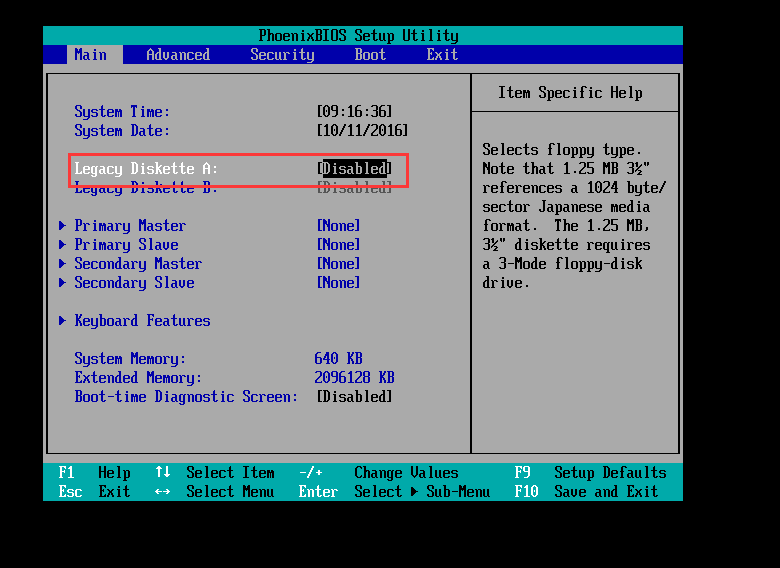 PhoenixBIOS Setup Utility
Main Advanced Security Boot Exit
Item Specific Help
System Time: [09:16:36]
System Date: [10/11/2016]
Legacy Diskette A: [Disabled]
Legacy Diskette B: [Disabled]
Primary Master [None]
Primary Slave [None]
Secondary Master [None]
Secondary Slave [None]
Keyboard Features
System Memory: 640 KB
Extended Memory: 2096128 KB
Boot-time Diagnostic Screen: [Disabled]
Selects floppy type.
Note that 1.25 MB 3½"
references a 1024 byte/
sector Japanese media
format. The 1.25 MB,
3½" diskette requires
a 3-Mode floppy-disk
drive.
F1 Help ↑↓ Select Item -/+ Change Values F9 Setup Defaults
Esc Exit ↔ Select Menu Enter Select ▶ Sub-Menu F10 Save and Exit